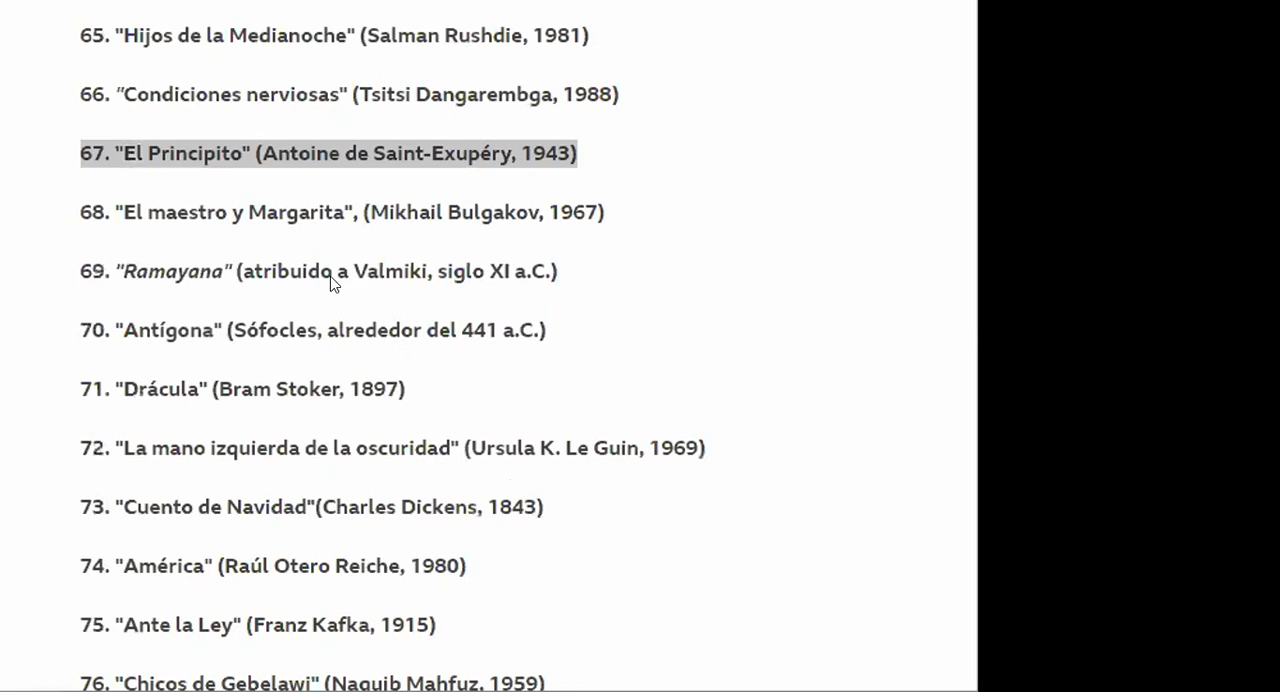 65. "Hijos de la Medianoche" (Salman Rushdie, 1981)
66. "Condiciones nerviosas" (Tsitsi Dangarembga, 1988)
67. "El Principito" (Antoine de Saint-Exupéry, 1943)
68. "El maestro y Margarita", (Mikhail Bulgakov, 1967)
69. "Ramayana" (atribuido a Valmiki, siglo XI a.C.)
70. "Antígona" (Sófocles, alrededor del 441 a.C.)
71. "Drácula" (Bram Stoker, 1897)
72. "La mano izquierda de la oscuridad" (Ursula K. Le Guin, 1969)
73. "Cuento de Navidad"(Charles Dickens, 1843)
74. "América" (Raúl Otero Reiche, 1980)
75. "Ante la Ley" (Franz Kafka, 1915)
76. "Chicos de Gebelawi" (Naguib Mahfuz, 1959)